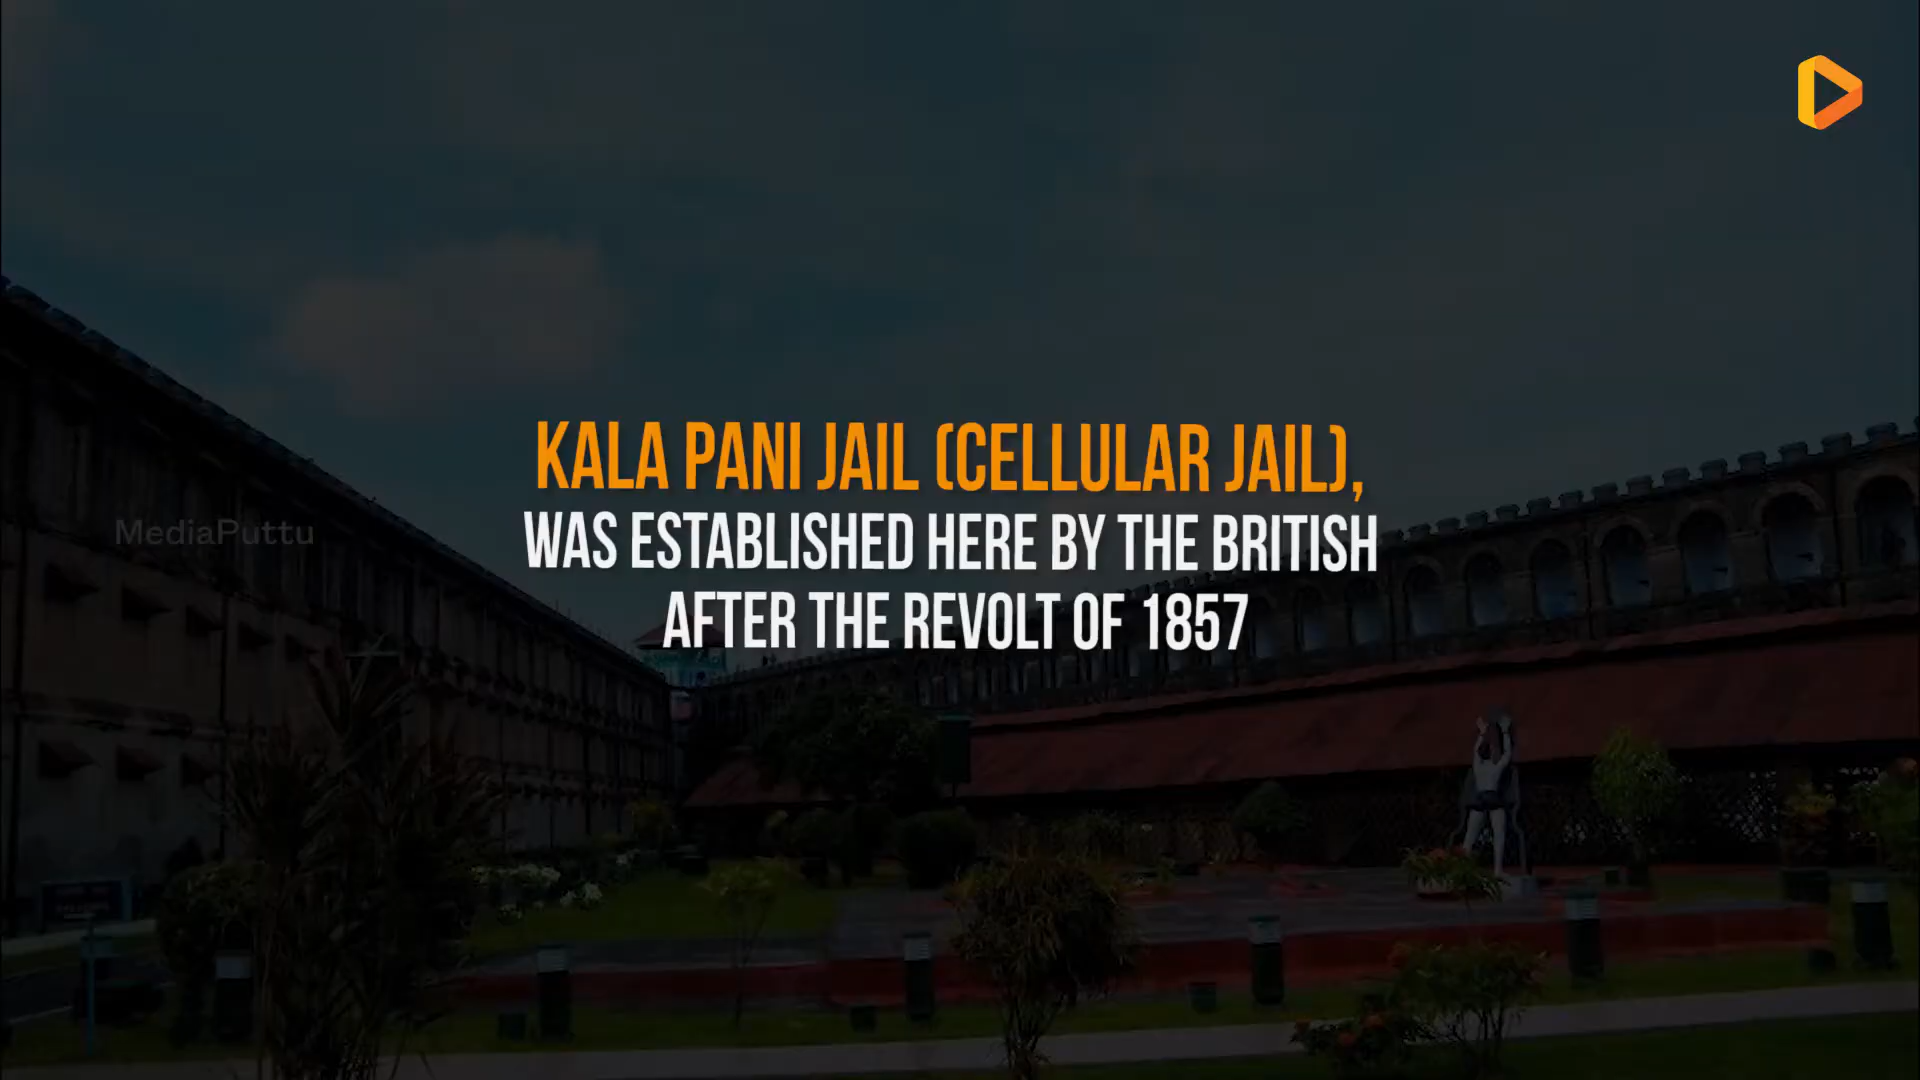 KALA PANI JAIL (CELLULAR JAIL),
WAS ESTABLISHED HERE BY THE BRITISH
AFTER THE REVOLT OF 1857
MediaPuttu